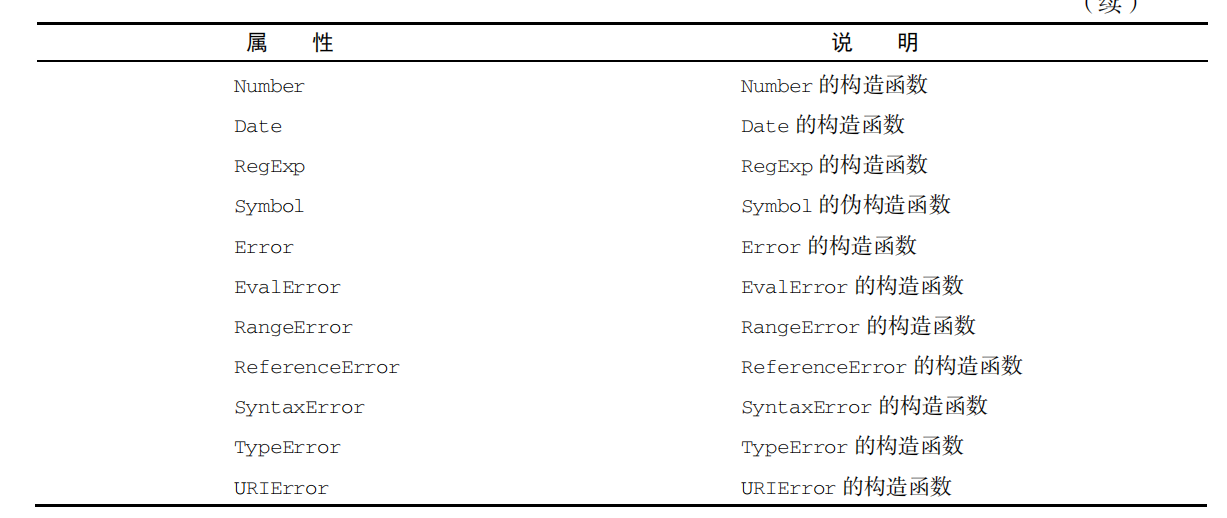 （续）
属 性 说 明
Number Number 的构造函数
Date Date 的构造函数
RegExp RegExp 的构造函数
Symbol Symbol 的伪构造函数
Error Error 的构造函数
EvalError EvalError 的构造函数
RangeError RangeError 的构造函数
ReferenceError ReferenceError 的构造函数
SyntaxError SyntaxError 的构造函数
TypeError TypeError 的构造函数
URIError URIError 的构造函数